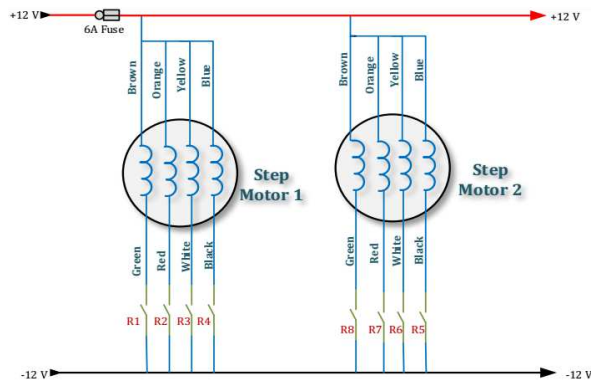 +12 V
6A Fuse
+12 V
Brown
Orange
Yellow
Blue
Brown
Orange
Yellow
Blue
Step
Motor 1
Step
Motor 2
Green
Red
White
Black
Green
Red
White
Black
R1 R2 R3 R4
R8 R7 R6 R5
-12 V
-12 V